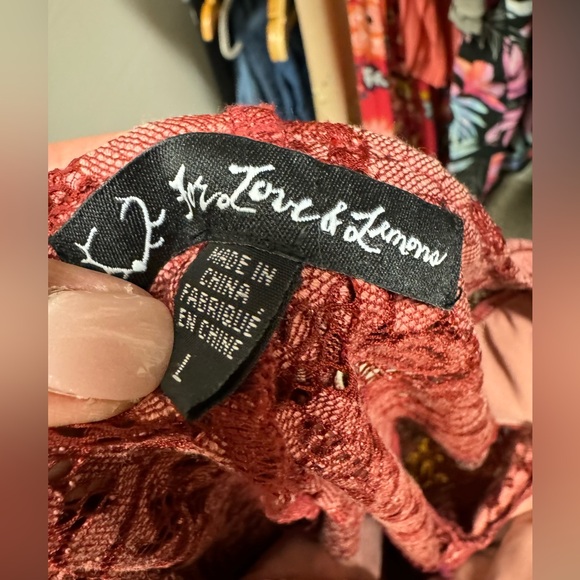 for Love & Lemons
MADE IN
CHINA
FABRIQUÉ
EN CHINE
L